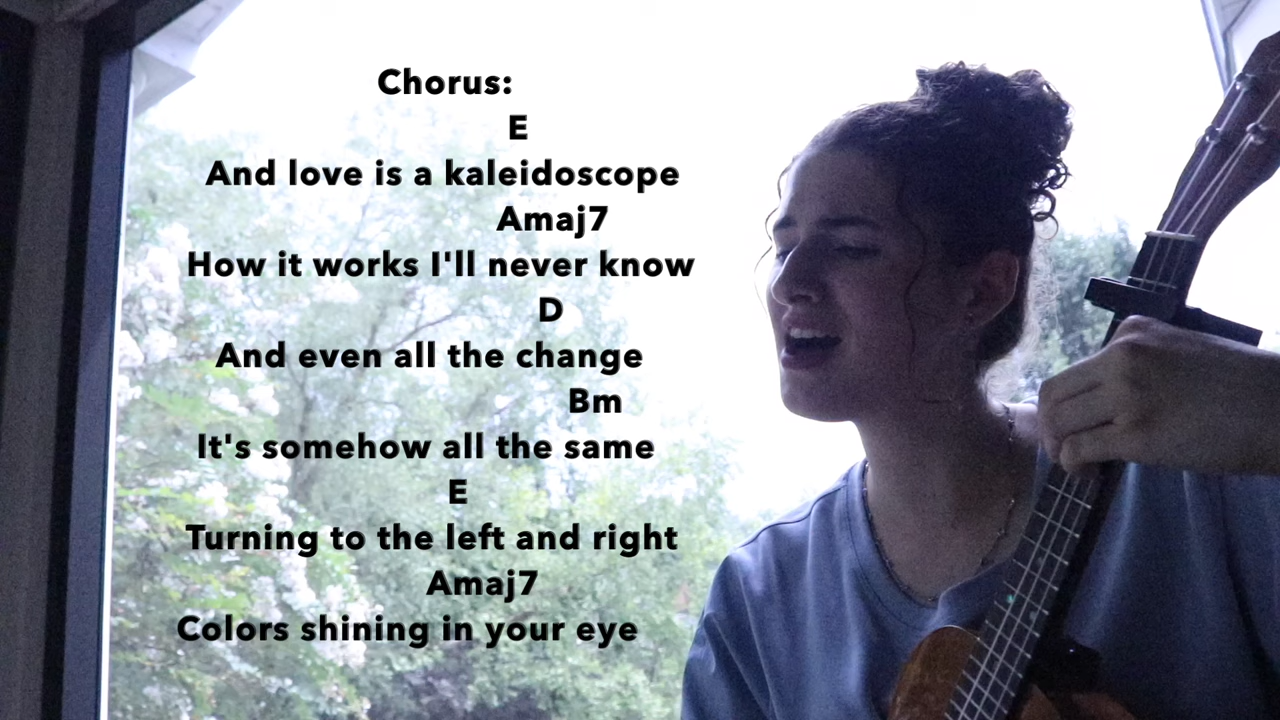 Chorus:
E
And love is a kaleidoscope
Amaj7
How it works I'll never know
D
And even all the change
Bm
It's somehow all the same
E
Turning to the left and right
Amaj7
Colors shining in your eye